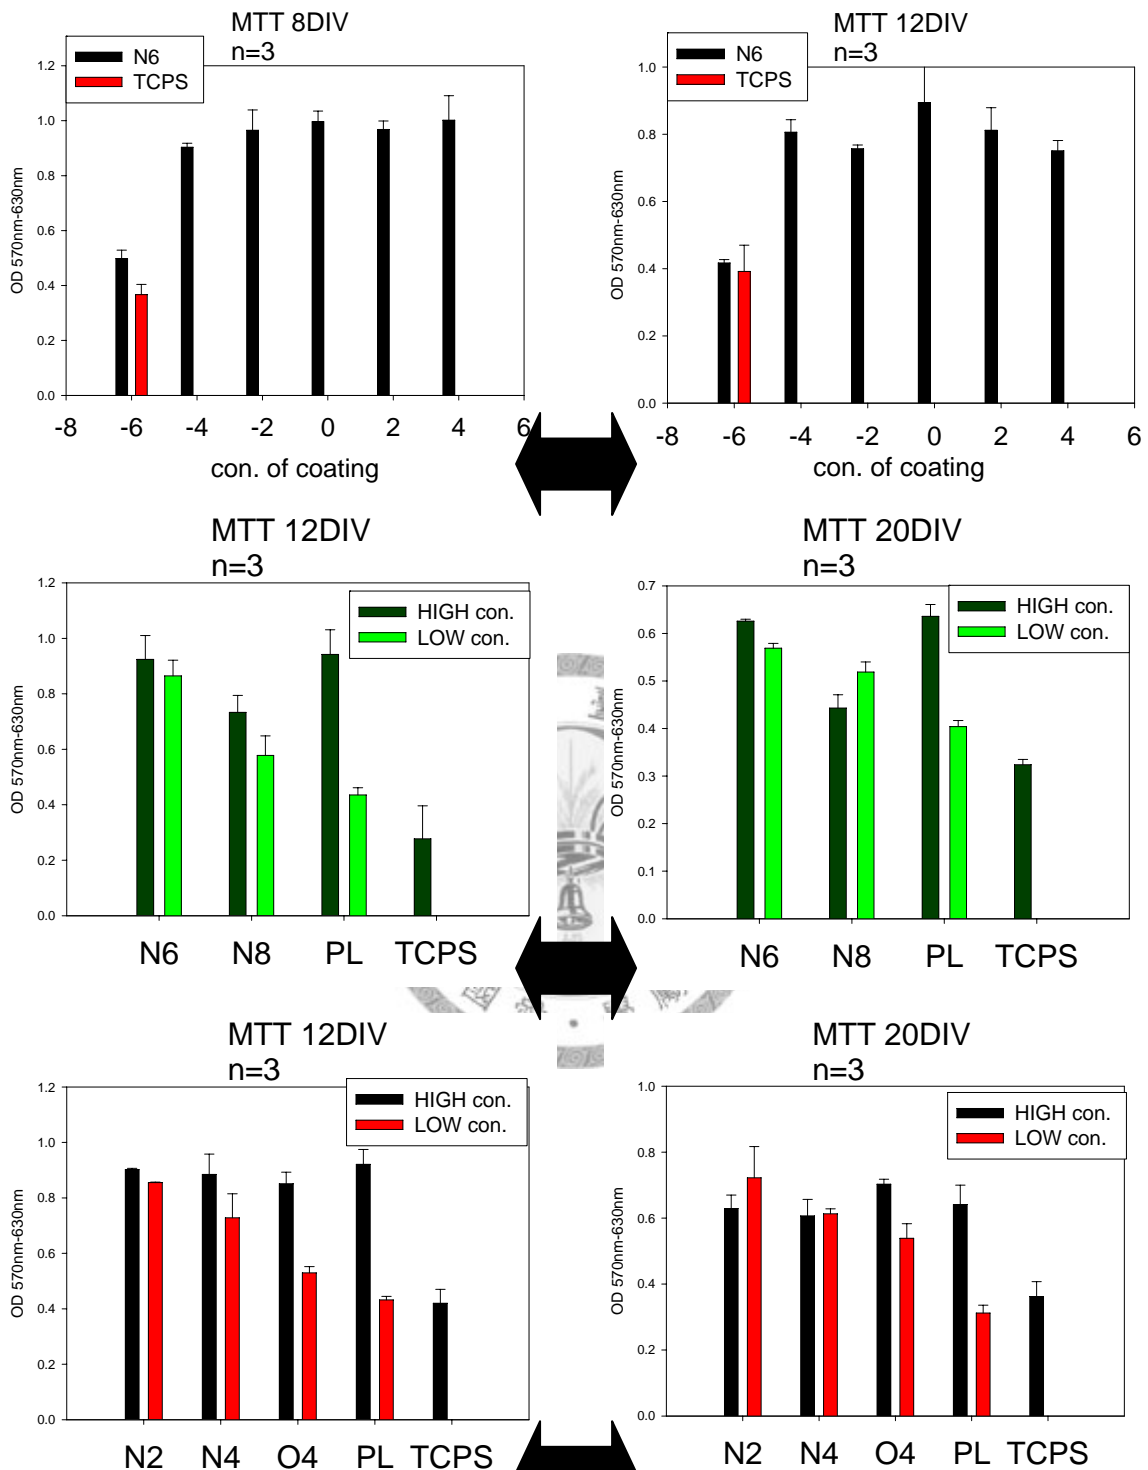 MTT 8DIV
n=3
N6
TCPS
OD 570nm-630nm
1.2
1.0
0.8
0.6
0.4
0.2
0.0
-8 -6 -4 -2 0 2 4 6
con. of coating
MTT 12DIV
n=3
N6
TCPS
OD 570nm-630nm
1.0
0.8
0.6
0.4
0.2
0.0
-8 -6 -4 -2 0 2 4 6
con. of coating
MTT 12DIV
n=3
HIGH con.
LOW con.
OD 570nm-630nm
1.2
1.0
0.8
0.6
0.4
0.2
0.0
N6 N8 PL TCPS
MTT 20DIV
n=3
HIGH con.
LOW con.
OD 570nm-630nm
0.7
0.6
0.5
0.4
0.3
0.2
0.1
0.0
N6 N8 PL TCPS
MTT 12DIV
n=3
HIGH con.
LOW con.
OD 570nm-630nm
1.2
1.0
0.8
0.6
0.4
0.2
0.0
N2 N4 O4 PL TCPS
MTT 20DIV
n=3
HIGH con.
LOW con.
OD 570nm-630nm
1.0
0.8
0.6
0.4
0.2
0.0
N2 N4 O4 PL TCPS